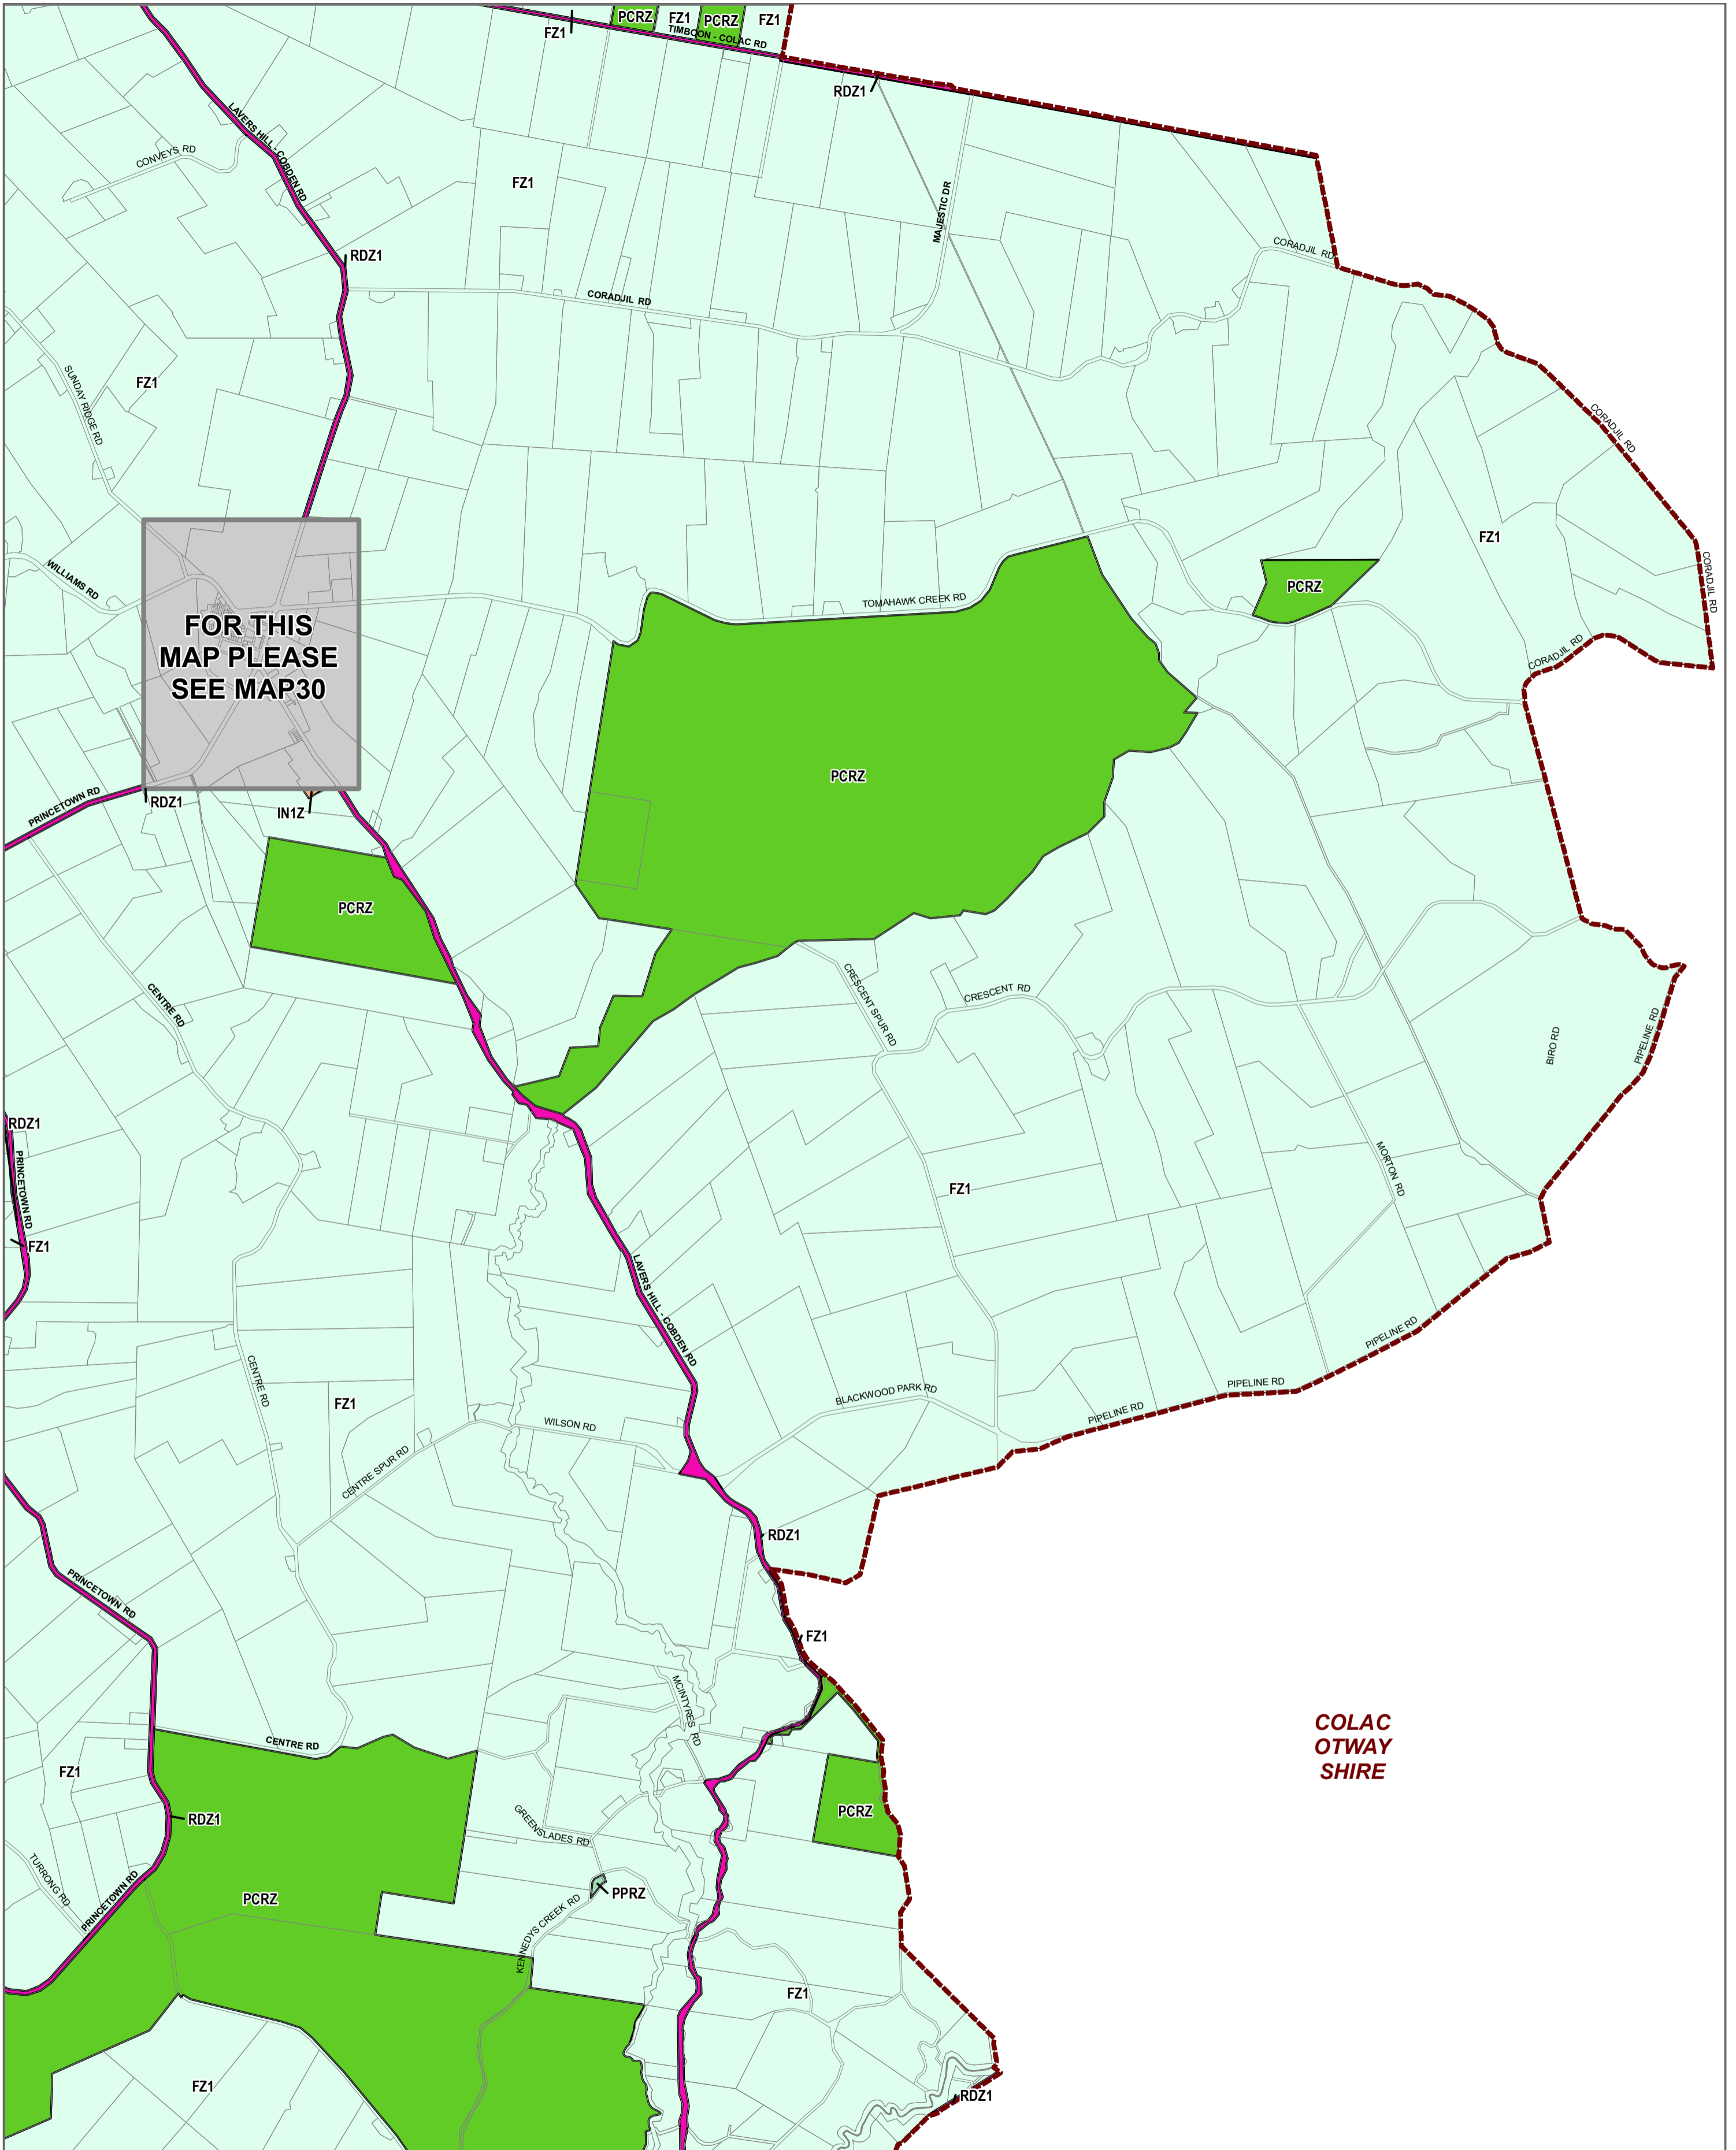 PCRZ
FZ1
PCRZ
FZ1
FZ1
TIMBOON - COLAC RD
RDZ1
LAVERS HILL - COBDEN RD
CONVEYS RD
FZ1
MAJESTIC DR
CORADJIL RD
RDZ1
CORADJIL RD
SUNDAY RIDGE RD
FZ1
CORADJIL RD
FZ1
CORADJIL RD
WILLIAMS RD
PCRZ
TOMAHAWK CREEK RD
FOR THIS
MAP PLEASE
SEE MAP30
CORADJIL RD
PCRZ
PRINCETOWN RD
RDZ1
IN1Z
PCRZ
CENTRE RD
CRESCENT SPUR RD
CRESCENT RD
BIRO RD
PIPELINE RD
RDZ1
PRINCETOWN RD
MORTON RD
FZ1
FZ1
LAVERS HILL - COBDEN RD
PIPELINE RD
CENTRE RD
PIPELINE RD
BLACKWOOD PARK RD
FZ1
PIPELINE RD
WILSON RD
CENTRE SPUR RD
RDZ1
PRINCETOWN RD
FZ1
MCINTYRES RD
COLAC
OTWAY
SHIRE
CENTRE RD
FZ1
PCRZ
RDZ1
GREENSLADES RD
TURRONG RD
PRINCETOWN RD
PCRZ
PPRZ
KENNEDYS CREEK RD
FZ1
FZ1
RDZ1